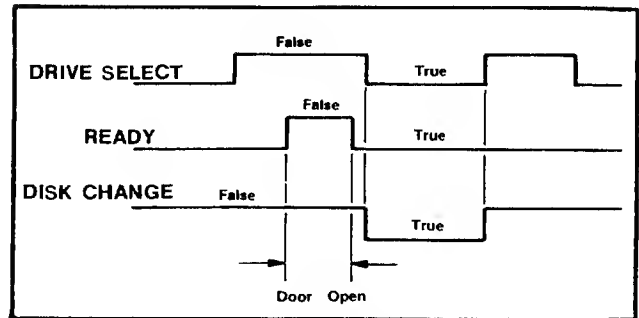 False
DRIVE SELECT
True
False
READY
True
DISK CHANGE
False
True
Door Open